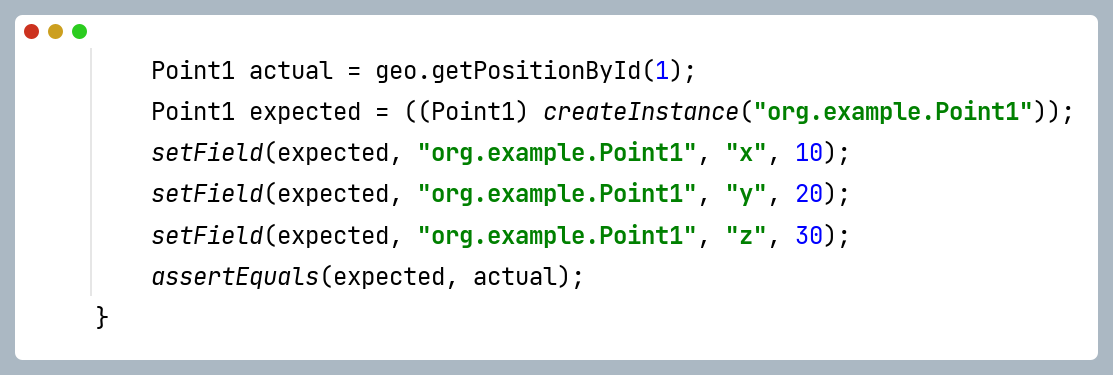 Point1 actual = geo.getPositionById(1);
Point1 expected = ((Point1) createInstance("org.example.Point1"));
setField(expected, "org.example.Point1", "x", 10);
setField(expected, "org.example.Point1", "y", 20);
setField(expected, "org.example.Point1", "z", 30);
assertEquals(expected, actual);
}